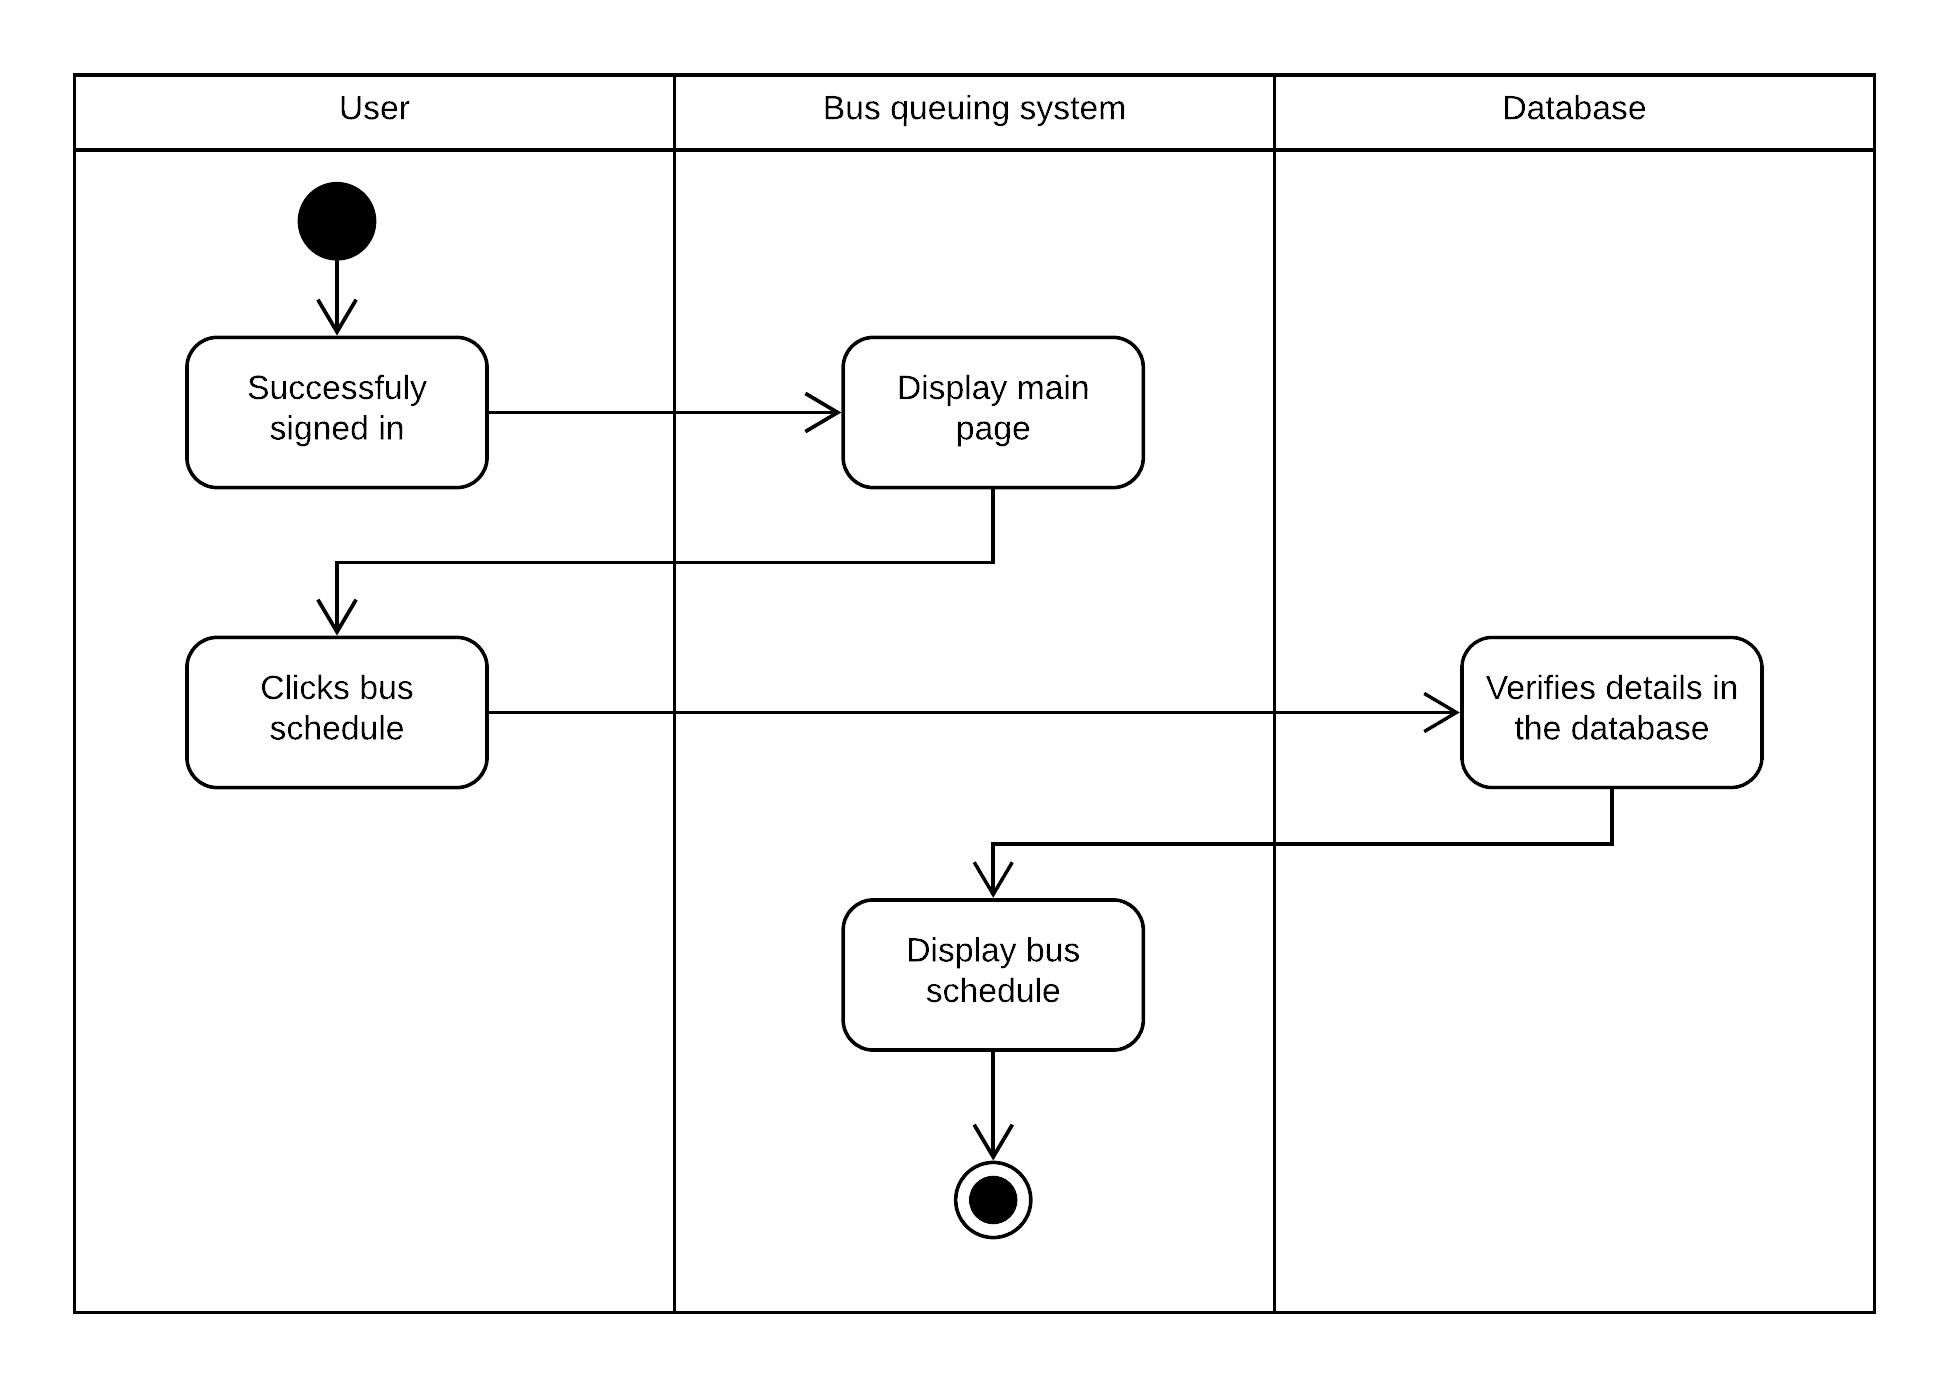 User
Bus queuing system
Database
Successfuly
signed in
Display main
page
Clicks bus
schedule
Verifies details in
the database
Display bus
schedule